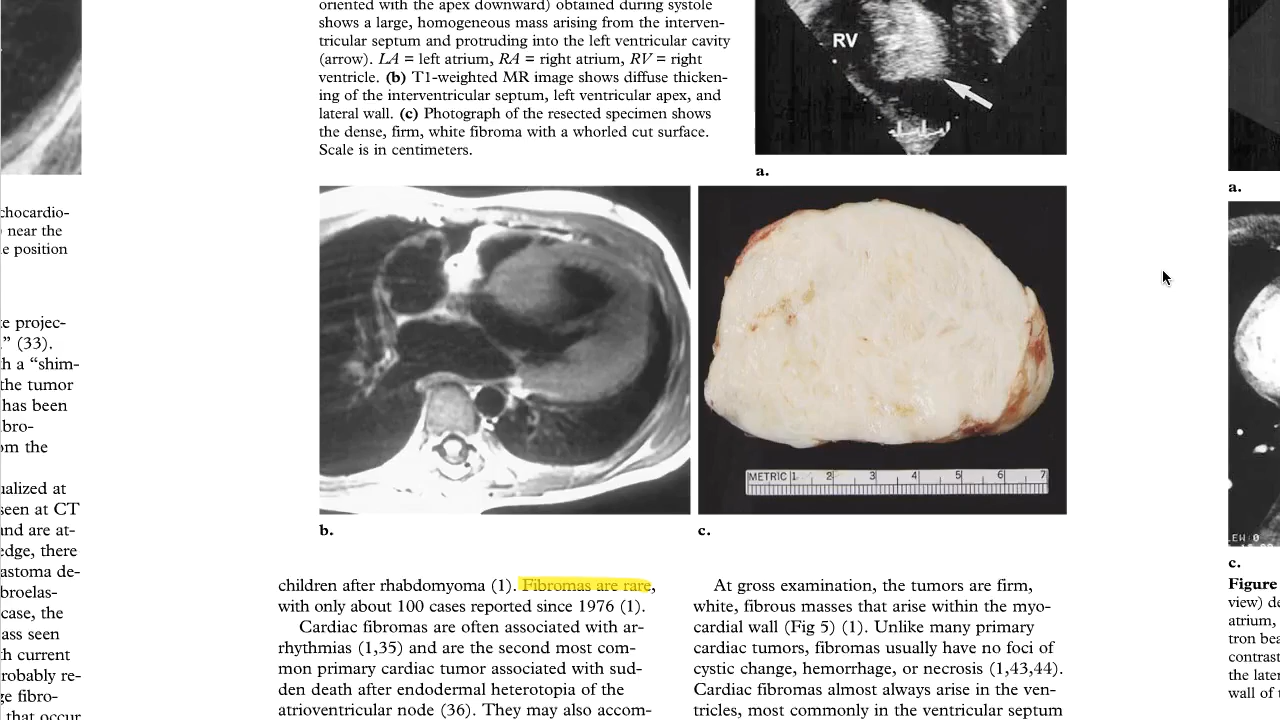 oriented with the apex downward) obtained during systole
shows a large, homogeneous mass arising from the interven-
tricular septum and protruding into the left ventricular cavity
(arrow). LA = left atrium, RA = right atrium, RV = right
ventricle. (b) T1-weighted MR image shows diffuse thicken-
ing of the interventricular septum, left ventricular apex, and
lateral wall. (c) Photograph of the resected specimen shows
the dense, firm, white fibroma with a whorled cut surface.
Scale is in centimeters.
RV
a.
METRIC 1 2 3 4 5 6 7
b.
c.
chocardio-
near the
e position
te projec-
” (33).
h a “shim-
the tumor
has been
bro-
om the
nalized at
seen at CT
and are at-
edge, there
astoma de-
broelas-
case, the
ass seen
th current
robably re-
ge fibro-
that occur
children after rhabdomyoma (1). Fibromas are rare,
with only about 100 cases reported since 1976 (1).
Cardiac fibromas are often associated with ar-
rhythmias (1,35) and are the second most com-
mon primary cardiac tumor associated with sud-
den death after endodermal heterotopia of the
atrioventricular node (36). They may also accom-
At gross examination, the tumors are firm,
white, fibrous masses that arise within the myo-
cardial wall (Fig 5) (1). Unlike many primary
cardiac tumors, fibromas usually have no foci of
cystic change, hemorrhage, or necrosis (1,43,44).
Cardiac fibromas almost always arise in the ven-
tricles, most commonly in the ventricular septum
a.
EW 0
c.
Figure
view) de
atrium,
tron bea
contrast
the later
wall of t